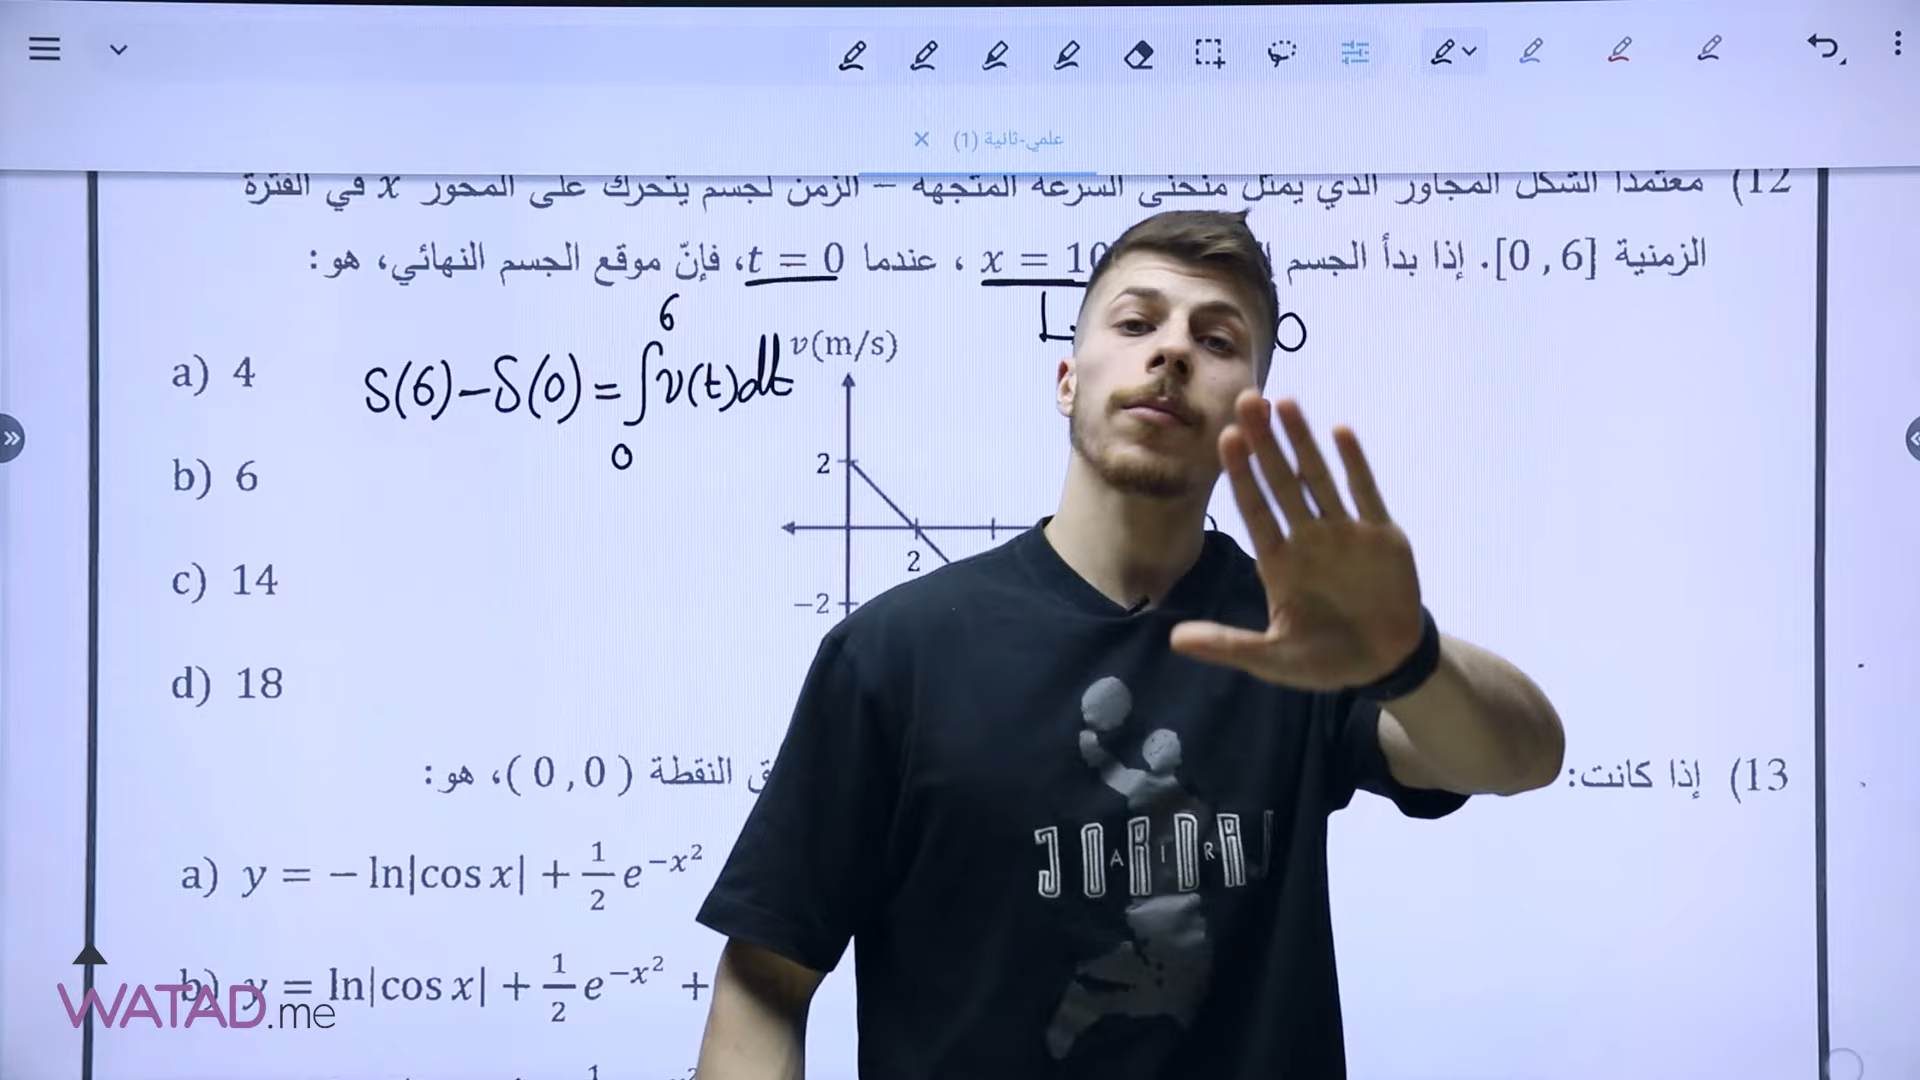 علمي-ثانية (1)
12) معتمدا الشكل المجاور الذي يمثل منحنى السرعة المتجهة – الزمن لجسم يتحرك على المحور x في الفترة
الزمنية [0 , 6]. إذا بدأ الجسم x = 10 ، عندما t = 0، فإنّ موقع الجسم النهائي، هو:
a) 4
b) 6
c) 14
d) 18
S(6)-S(0)=∫₀⁶v(t)dt
v(m/s)
2
2
−2
13) إذا كانت: النقطة (0 , 0)، هو:
a) y = − ln|cos x| + 1/2 e^−x²
b) y = ln|cos x| + 1/2 e^−x² +
WATAD.me
JORDAN
AIR